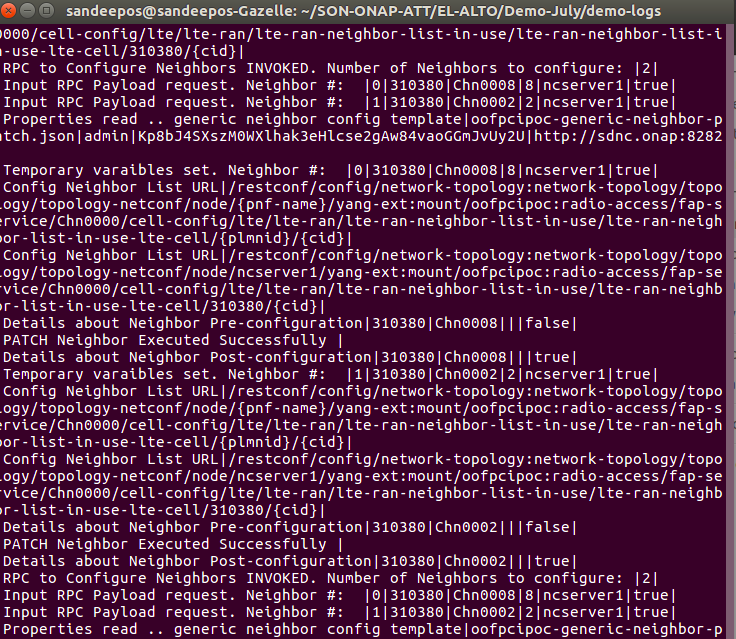 sandeepos@sandeepos-Gazelle: ~/SON-ONAP-ATT/EL-ALTO/Demo-July/demo-logs
0000/cell-config/lte/lte-ran/lte-ran-neighbor-list-in-use/lte-ran-neighbor-list-i
n-use-lte-cell/310380/{cid}|
RPC to Configure Neighbors INVOKED. Number of Neighbors to configure: |2|
Input RPC Payload request. Neighbor #:  |0|310380|Chn0008|8|ncserver1|true|
Input RPC Payload request. Neighbor #:  |1|310380|Chn0002|2|ncserver1|true|
Properties read .. generic neighbor config template|oofpcipoc-generic-neighbor-p
atch.json|admin|Kp8bJ4SXszM0WXlhak3eHlcse2gAw84vaoGGmJvUy2U|http://sdnc.onap:8282
Temporary varaibles set. Neighbor #:  |0|310380|Chn0008|8|ncserver1|true|
Config Neighbor List URL|/restconf/config/network-topology:network-topology/topo
logy/topology-netconf/node/{pnf-name}/yang-ext:mount/oofpcipoc:radio-access/fap-s
ervice/Chn0000/cell-config/lte/lte-ran/lte-ran-neighbor-list-in-use/lte-ran-neigh
bor-list-in-use-lte-cell/{plmnid}/{cid}|
Config Neighbor List URL|/restconf/config/network-topology:network-topology/topo
logy/topology-netconf/node/ncserver1/yang-ext:mount/oofpcipoc:radio-access/fap-se
rvice/Chn0000/cell-config/lte/lte-ran/lte-ran-neighbor-list-in-use/lte-ran-neighb
or-list-in-use-lte-cell/310380/{cid}|
Details about Neighbor Pre-configuration|310380|Chn0008|||false|
PATCH Neighbor Executed Successfully |
Details about Neighbor Post-configuration|310380|Chn0008|||true|
Temporary varaibles set. Neighbor #:  |1|310380|Chn0002|2|ncserver1|true|
Config Neighbor List URL|/restconf/config/network-topology:network-topology/topo
logy/topology-netconf/node/{pnf-name}/yang-ext:mount/oofpcipoc:radio-access/fap-s
ervice/Chn0000/cell-config/lte/lte-ran/lte-ran-neighbor-list-in-use/lte-ran-neigh
bor-list-in-use-lte-cell/{plmnid}/{cid}|
Config Neighbor List URL|/restconf/config/network-topology:network-topology/topo
logy/topology-netconf/node/ncserver1/yang-ext:mount/oofpcipoc:radio-access/fap-se
rvice/Chn0000/cell-config/lte/lte-ran/lte-ran-neighbor-list-in-use/lte-ran-neighb
or-list-in-use-lte-cell/310380/{cid}|
Details about Neighbor Pre-configuration|310380|Chn0002|||false|
PATCH Neighbor Executed Successfully |
Details about Neighbor Post-configuration|310380|Chn0002|||true|
RPC to Configure Neighbors INVOKED. Number of Neighbors to configure: |2|
Input RPC Payload request. Neighbor #:  |0|310380|Chn0008|8|ncserver1|true|
Input RPC Payload request. Neighbor #:  |1|310380|Chn0002|2|ncserver1|true|
Properties read .. generic neighbor config template|oofpcipoc-generic-neighbor-p